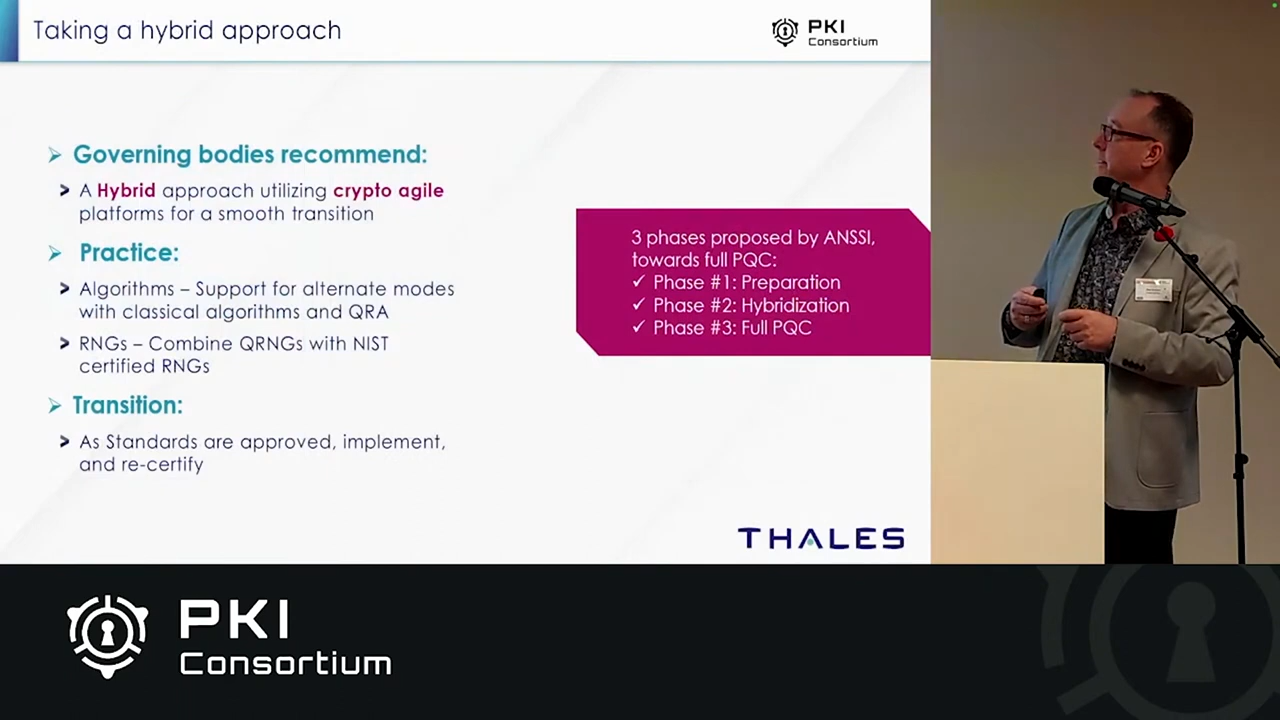 Taking a hybrid approach
PKI
Consortium
Governing bodies recommend:
A Hybrid approach utilizing crypto agile
platforms for a smooth transition
Practice:
Algorithms – Support for alternate modes
with classical algorithms and QRA
RNGs – Combine QRNGs with NIST
certified RNGs
Transition:
As Standards are approved, implement,
and re-certify
3 phases proposed by ANSSI,
towards full PQC:
✓ Phase #1: Preparation
✓ Phase #2: Hybridization
✓ Phase #3: Full PQC
THALES
PKI
Consortium